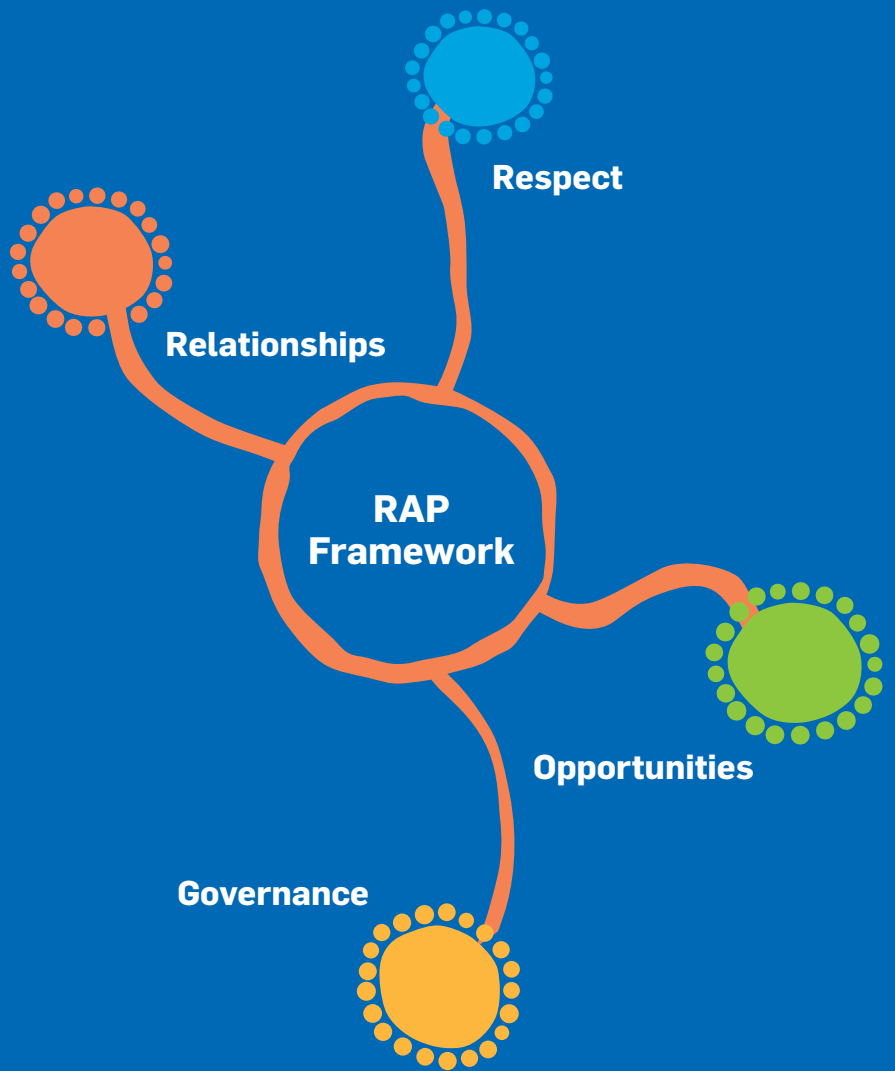 Respect
Relationships
RAP
Framework
Opportunities
Governance